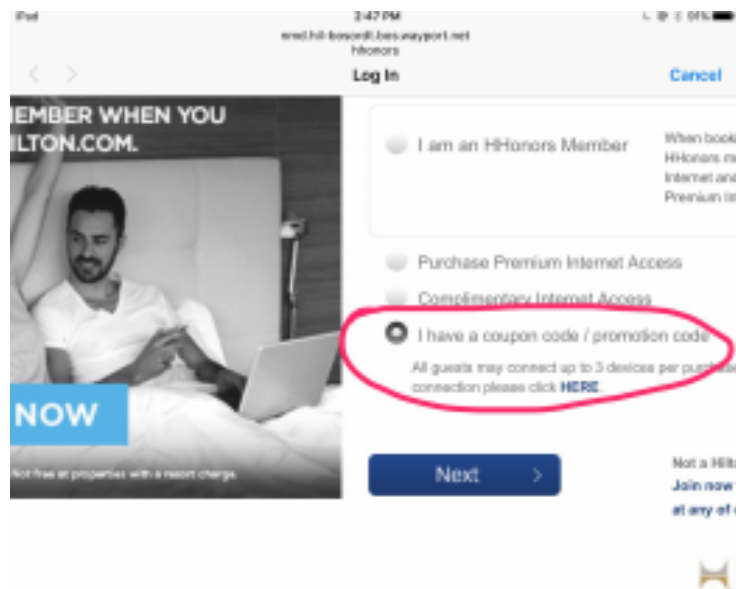 iPad
2:47 PM
91%
hhonors
Log In
Cancel
EMBER WHEN YOU
ILTON.COM.
I am an HHonors Member
When booki
HHonors m
Internet and
Premium In
Purchase Premium Internet Access
Complimentary Internet Access
I have a coupon code / promotion code
All guests may connect up to 3 devices per purchase
connection please click HERE.
NOW
Not free at properties with a resort charge.
Next
Not a Hilt
Join now
at any of